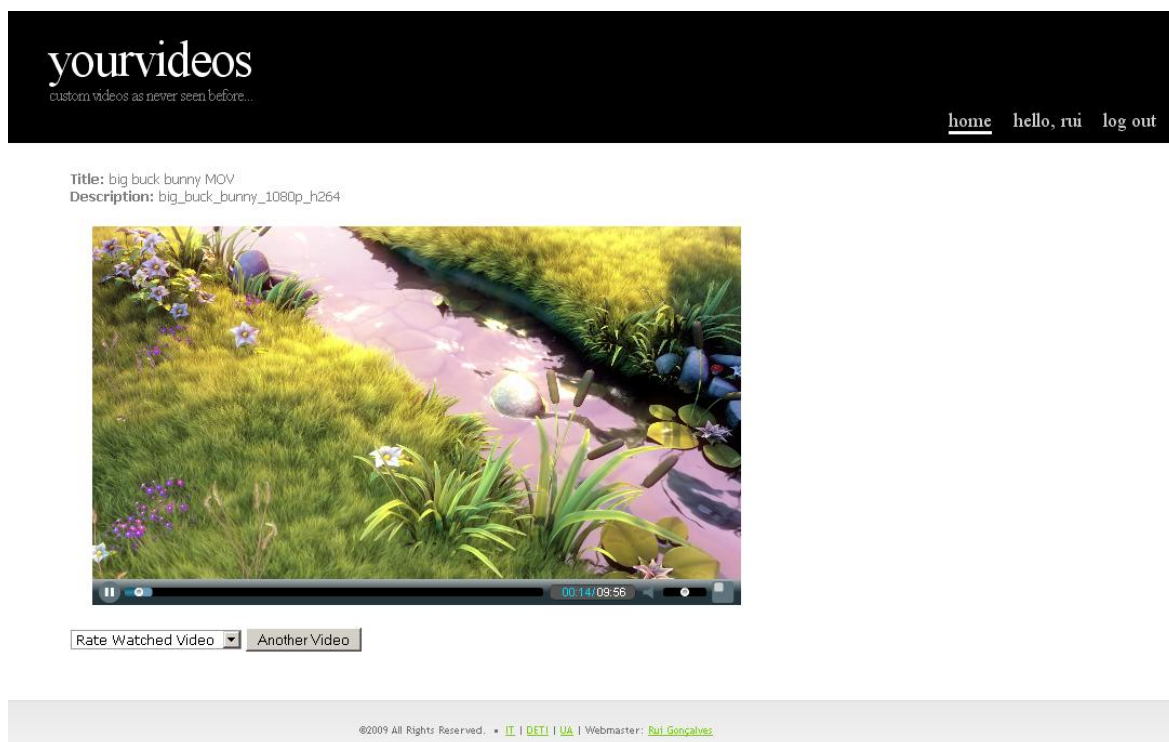 yourvideos
custom videos as never seen before...
home hello, rui log out
Title: big buck bunny MOV
Description: big_buck_bunny_1080p_h264
00:14/09:56
Rate Watched Video Another Video
©2009 All Rights Reserved. • IT | DETI | UA | Webmaster: Rui Gonçalves